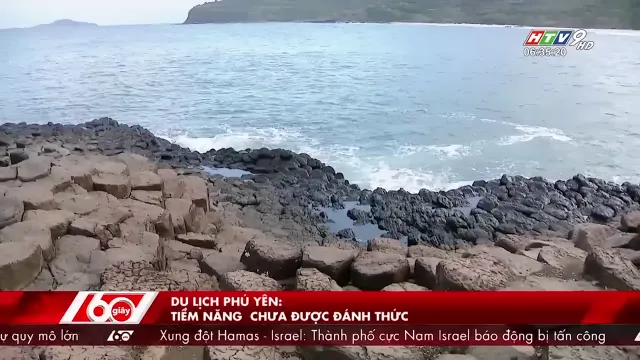 HTV9 HD
06:35:20
60 giây
DU LỊCH PHÚ YÊN:
TIỀM NĂNG CHƯA ĐƯỢC ĐÁNH THỨC
ự quy mô lớn 60 Xung đột Hamas - Israel: Thành phố cực Nam Israel báo động bị tấn công